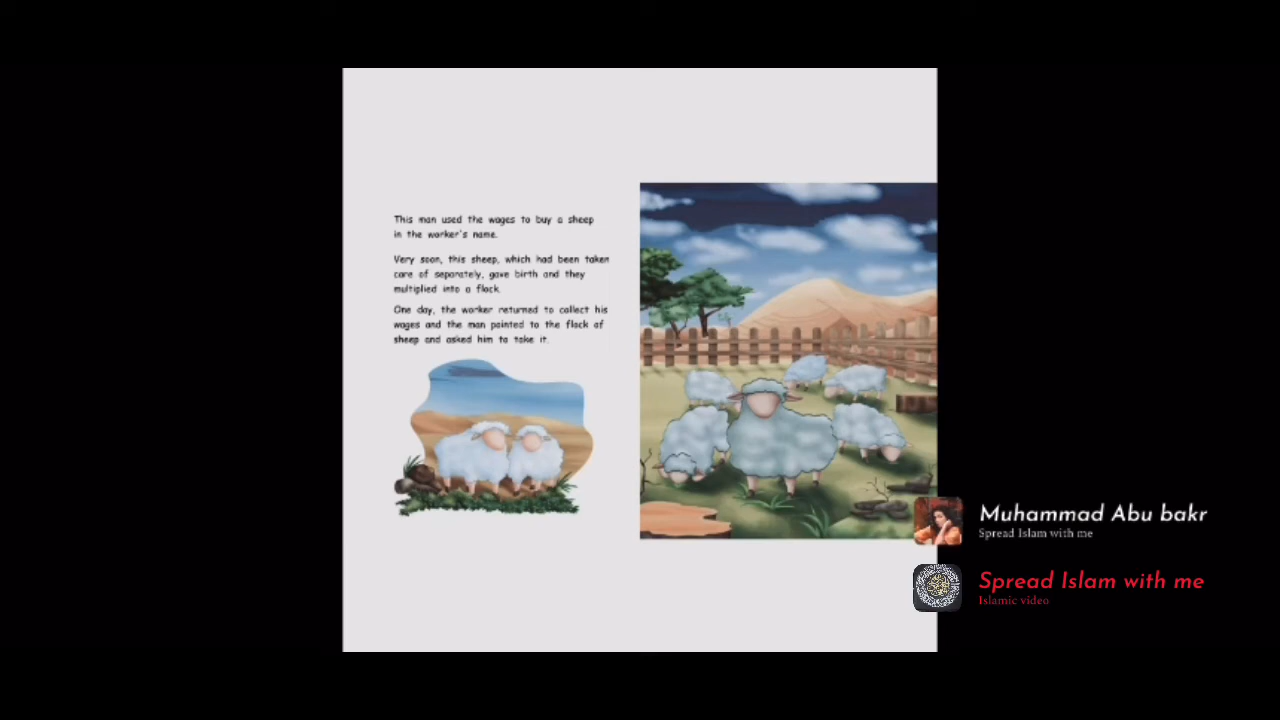 This man used the wages to buy a sheep
in the worker's name.
Very soon, this sheep, which had been taken
care of separately, gave birth and they
multiplied into a flock.
One day, the worker returned to collect his
wages and the man pointed to the flock of
sheep and asked him to take it.
Muhammad Abu bakr
Spread Islam with me
Spread Islam with me
Islamic video